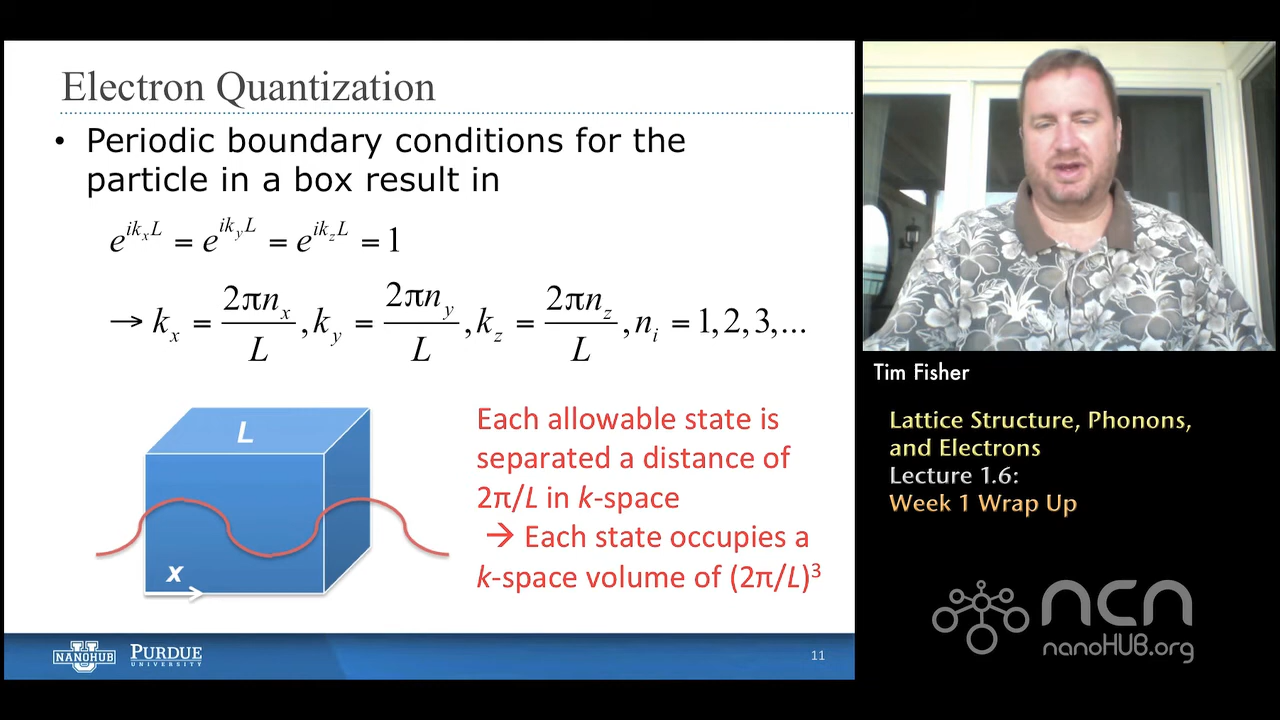 Electron Quantization
• Periodic boundary conditions for the
particle in a box result in
e^{ik_xL} = e^{ik_yL} = e^{ik_zL} = 1
→ k_x = 2πn_x/L, k_y = 2πn_y/L, k_z = 2πn_z/L, n_i = 1,2,3,...
L
x
Each allowable state is
separated a distance of
2π/L in k-space
→ Each state occupies a
k-space volume of (2π/L)³
NANOHUB U
PURDUE
UNIVERSITY
11
Tim Fisher
Lattice Structure, Phonons,
and Electrons
Lecture 1.6:
Week 1 Wrap Up
ncn
nanoHUB.org